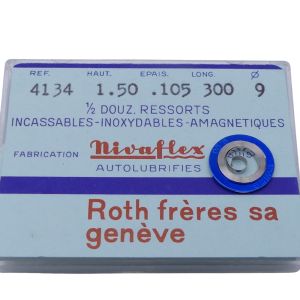 REF. HAUT. EPAIS. LONG. Ø
4134 1.50 .105 300 9
½ DOUZ. RESSORTS
INCASSABLES-INOXYDABLES-AMAGNETIQUES
FABRICATION Nivaflex
AUTOLUBRIFIES
Roth frères sa
genève